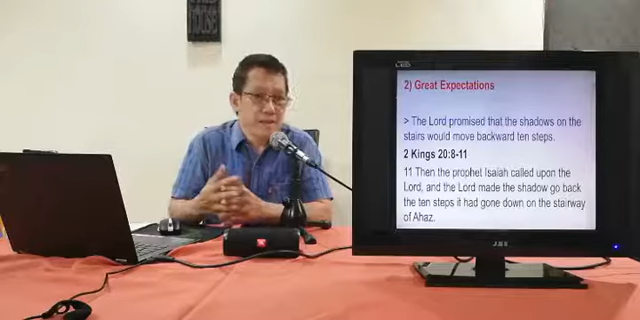 HOUSE
LED
2) Great Expectations
> The Lord promised that the shadows on the
stairs would move backward ten steps.
2 Kings 20:8-11
11 Then the prophet Isaiah called upon the
Lord, and the Lord made the shadow go back
the ten steps it had gone down on the stairway
of Ahaz.